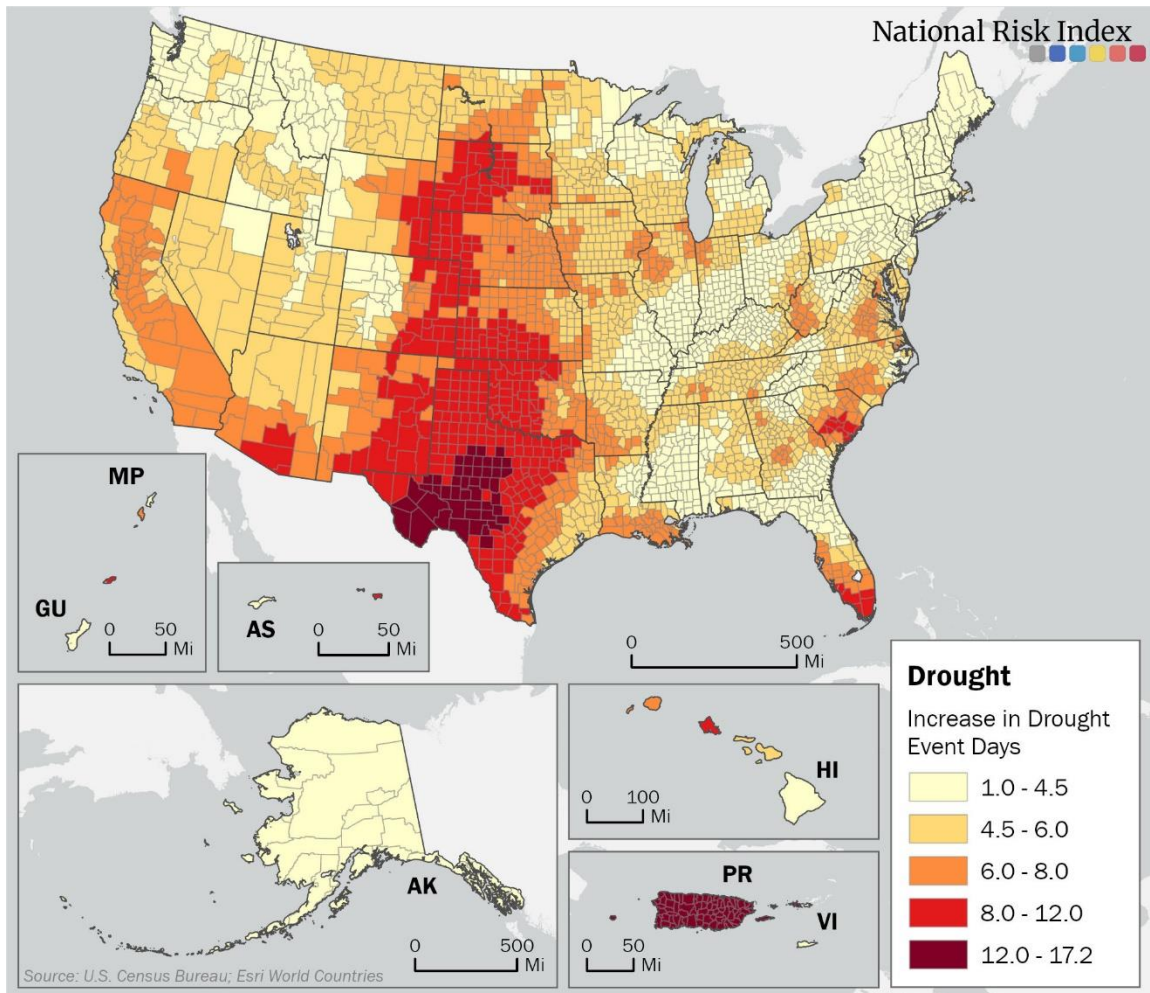 National Risk Index
MP
GU
0 50
Mi
AS
0 50
Mi
0 500
Mi
AK
0 500
Mi
Source: U.S. Census Bureau; Esri World Countries
HI
0 100
Mi
PR
VI
0 50
Mi
Drought
Increase in Drought
Event Days
1.0 - 4.5
4.5 - 6.0
6.0 - 8.0
8.0 - 12.0
12.0 - 17.2